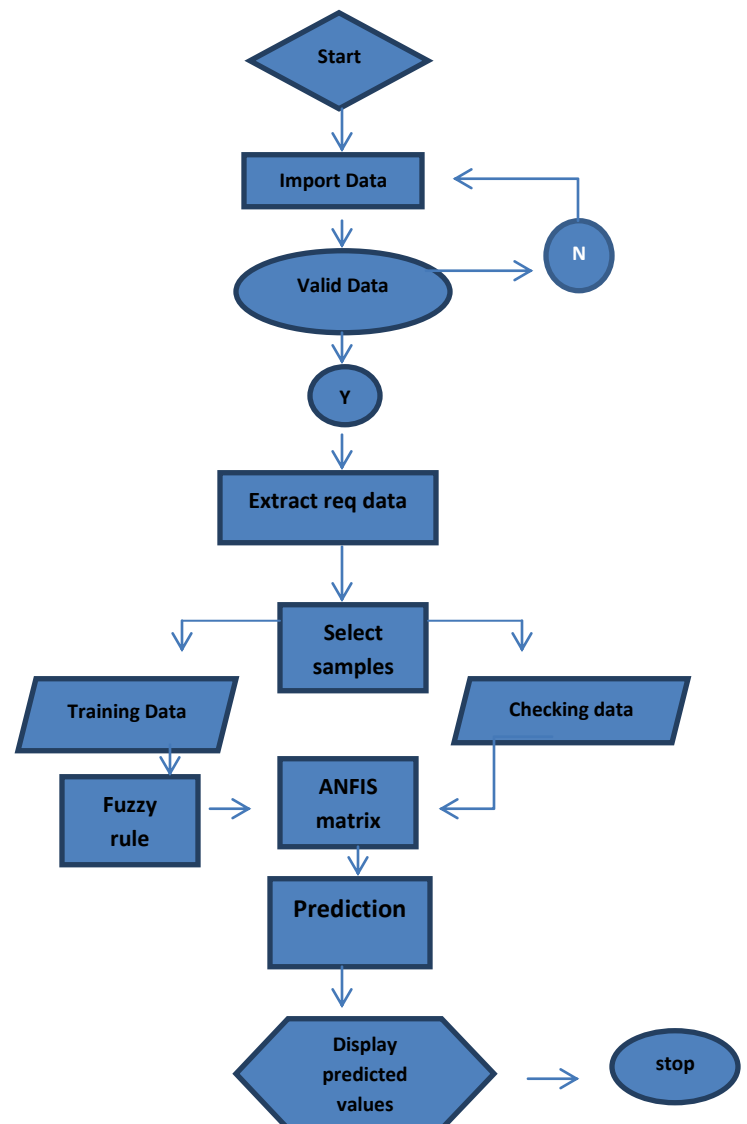 Start
Import Data
N
Valid Data
Y
Extract req data
Select
samples
Training Data
Checking data
Fuzzy
rule
ANFIS
matrix
Prediction
Display
predicted
values
stop